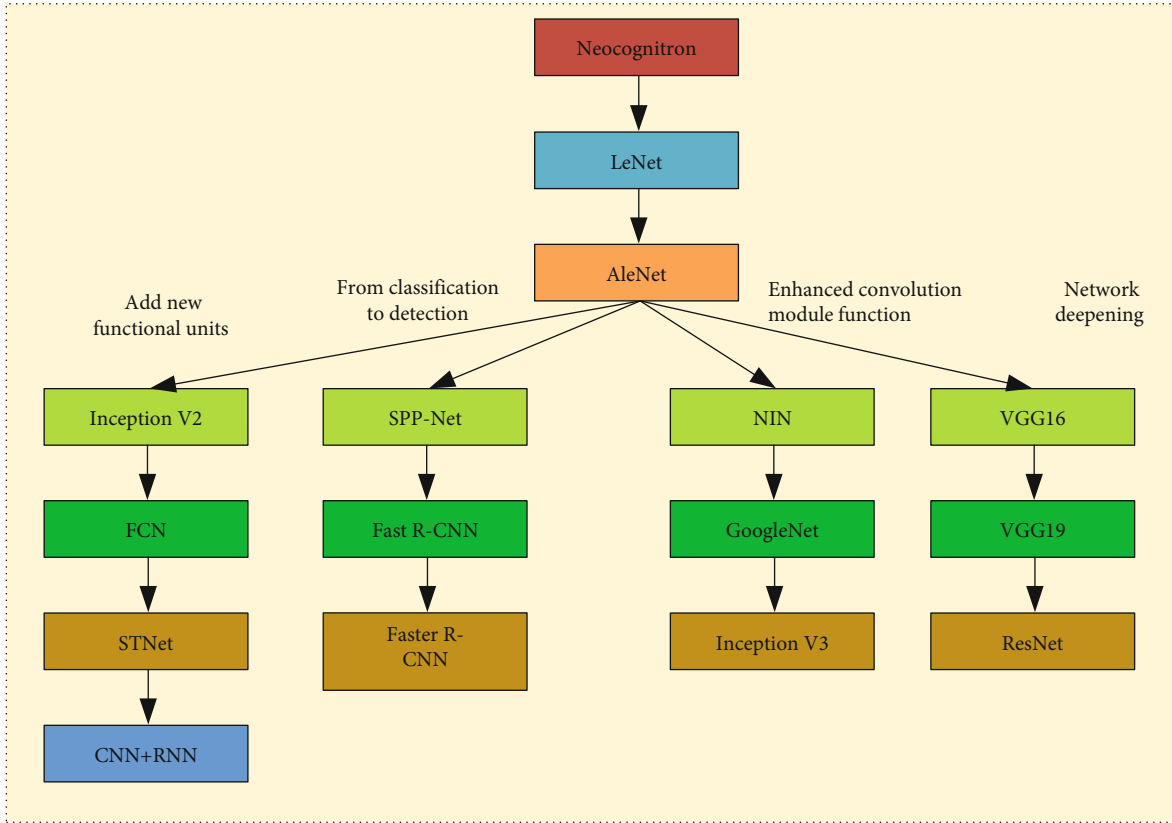 Neocognitron
LeNet
AleNet
Add new
functional units
From classification
to detection
Enhanced convolution
module function
Network
deepening
Inception V2
SPP-Net
NIN
VGG16
FCN
Fast R-CNN
GoogleNet
VGG19
STNet
Faster R-
CNN
Inception V3
ResNet
CNN+RNN